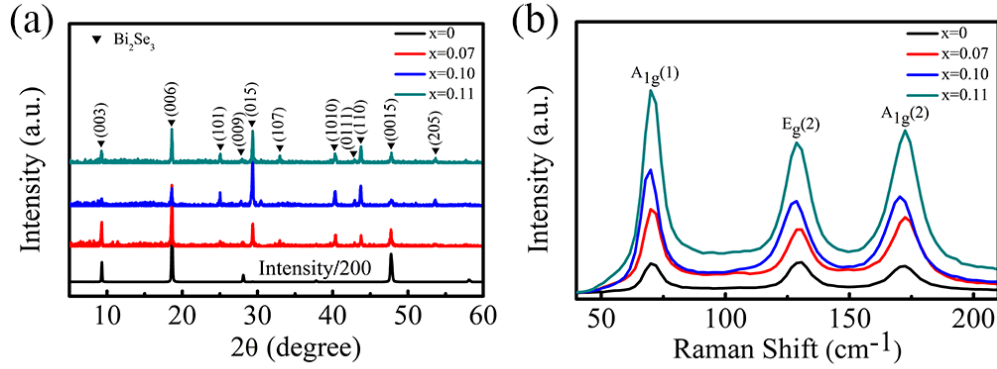 (a)
▼ Bi₂Se₃
x=0
x=0.07
x=0.10
x=0.11
(003)
(006)
(101)
(009)
(015)
(107)
(1010)
(0111)
(110)
(0015)
(205)
Intensity/200
Intensity (a.u.)
10 20 30 40 50 60
2θ (degree)
(b)
x=0
x=0.07
x=0.10
x=0.11
A₁g(1)
Eg(2)
A₁g(2)
Intensity (a.u.)
50 100 150 200
Raman Shift (cm⁻¹)